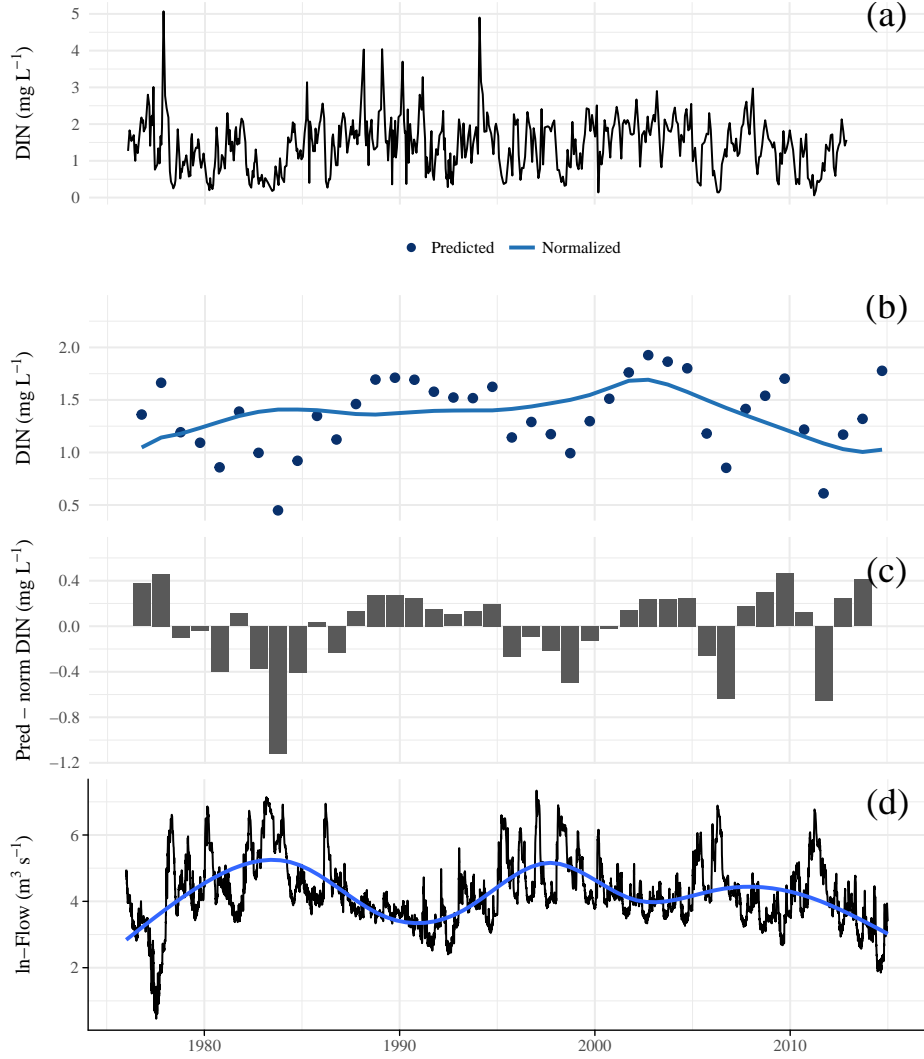 (a)
DIN (mg L⁻¹)
5
4
3
2
1
0
Predicted Normalized
(b)
DIN (mg L⁻¹)
2.0
1.5
1.0
0.5
(c)
Pred − norm DIN (mg L⁻¹)
0.4
0.0
−0.4
−0.8
−1.2
(d)
ln−Flow (m³ s⁻¹)
6
4
2
1980 1990 2000 2010